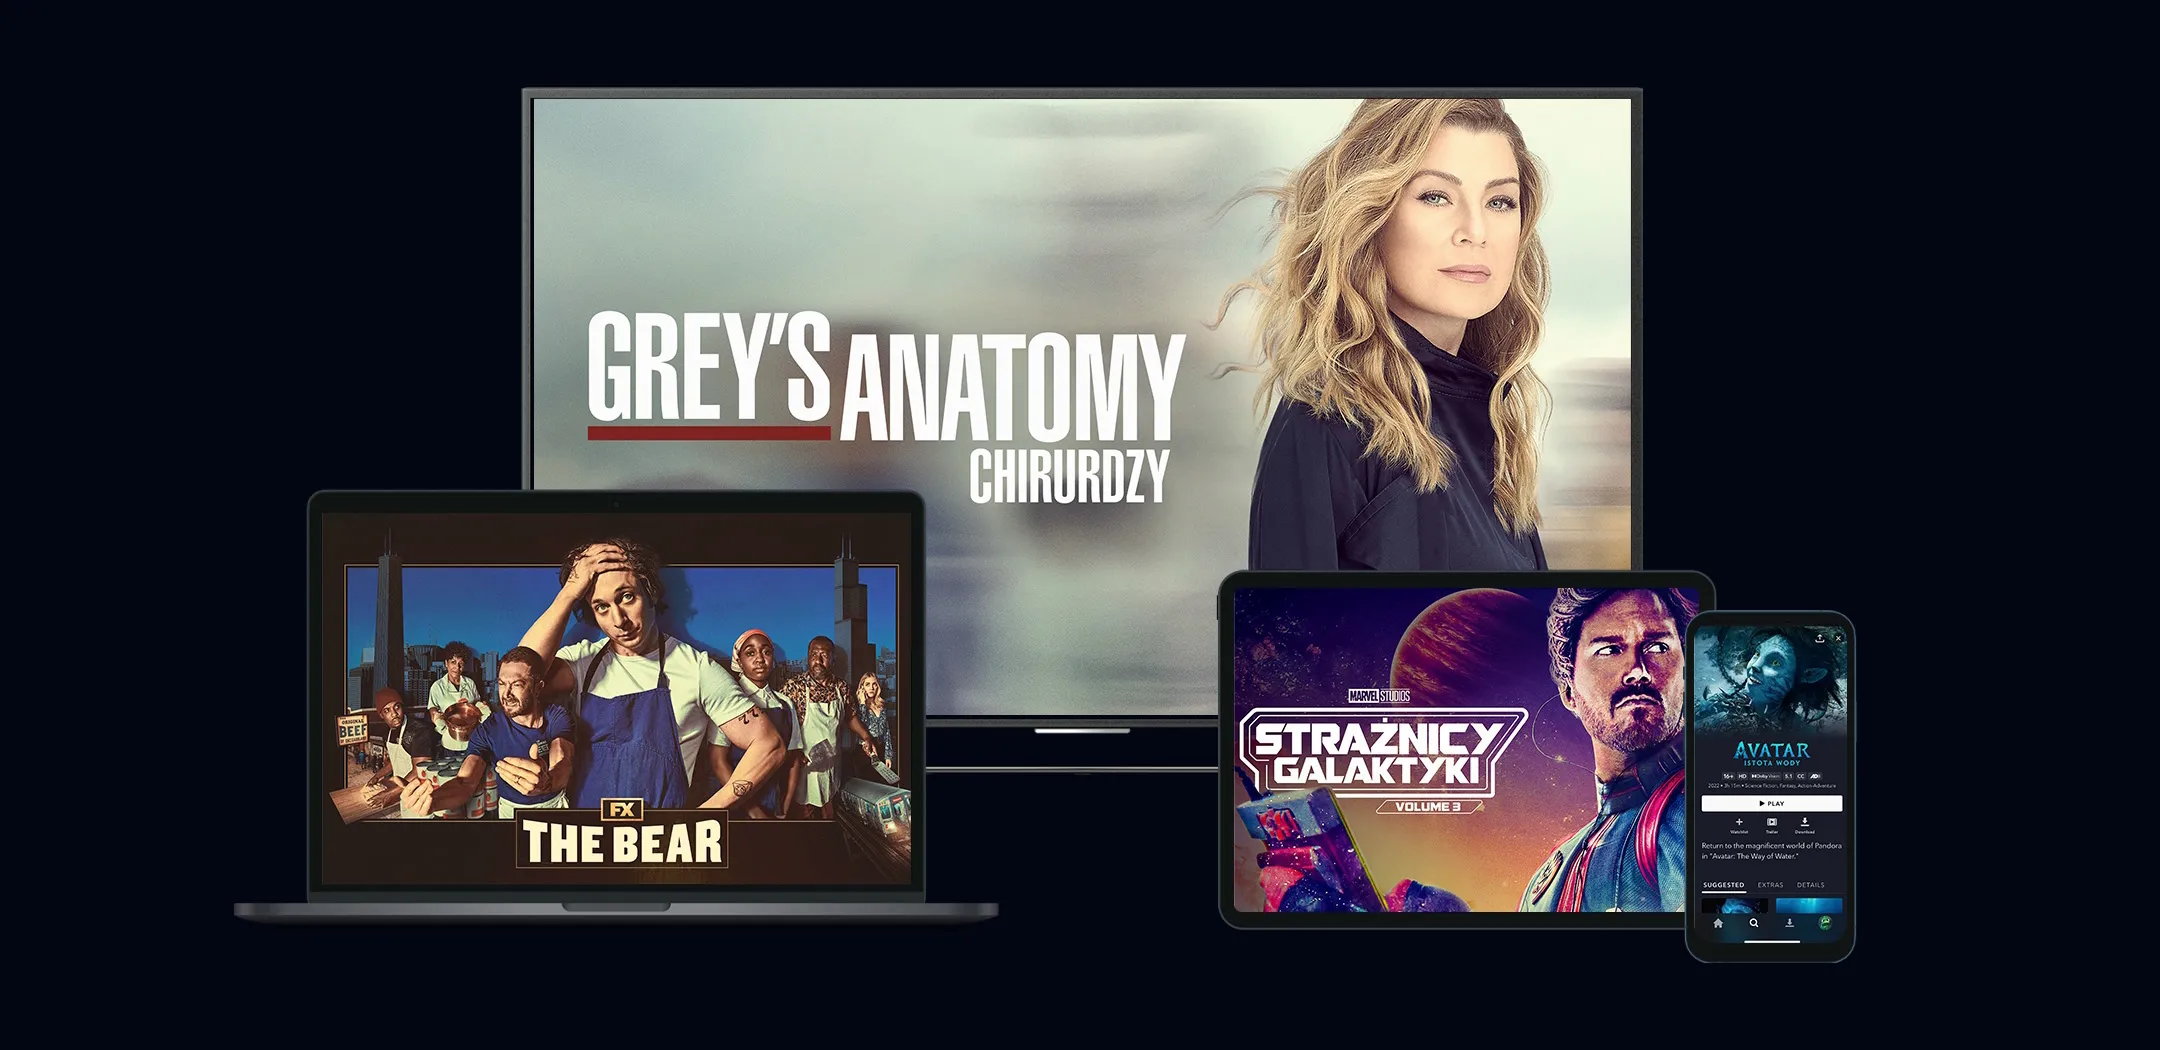 GREY'S ANATOMY
CHIRURDZY
ORIGINAL
BEEF
FX
THE BEAR
MARVEL STUDIOS
STRAŻNICY
GALAKTYKI
VOLUME 3
AVATAR
ISTOTA WODY
16+ HD Dolby Vision 5.1 CC AD
2022 • 3h 15m • Science Fiction, Fantasy, Action-Adventure
PLAY
Watchlist Trailer Download
Return to the magnificent world of Pandora
in "Avatar: The Way of Water."
SUGGESTED EXTRAS DETAILS